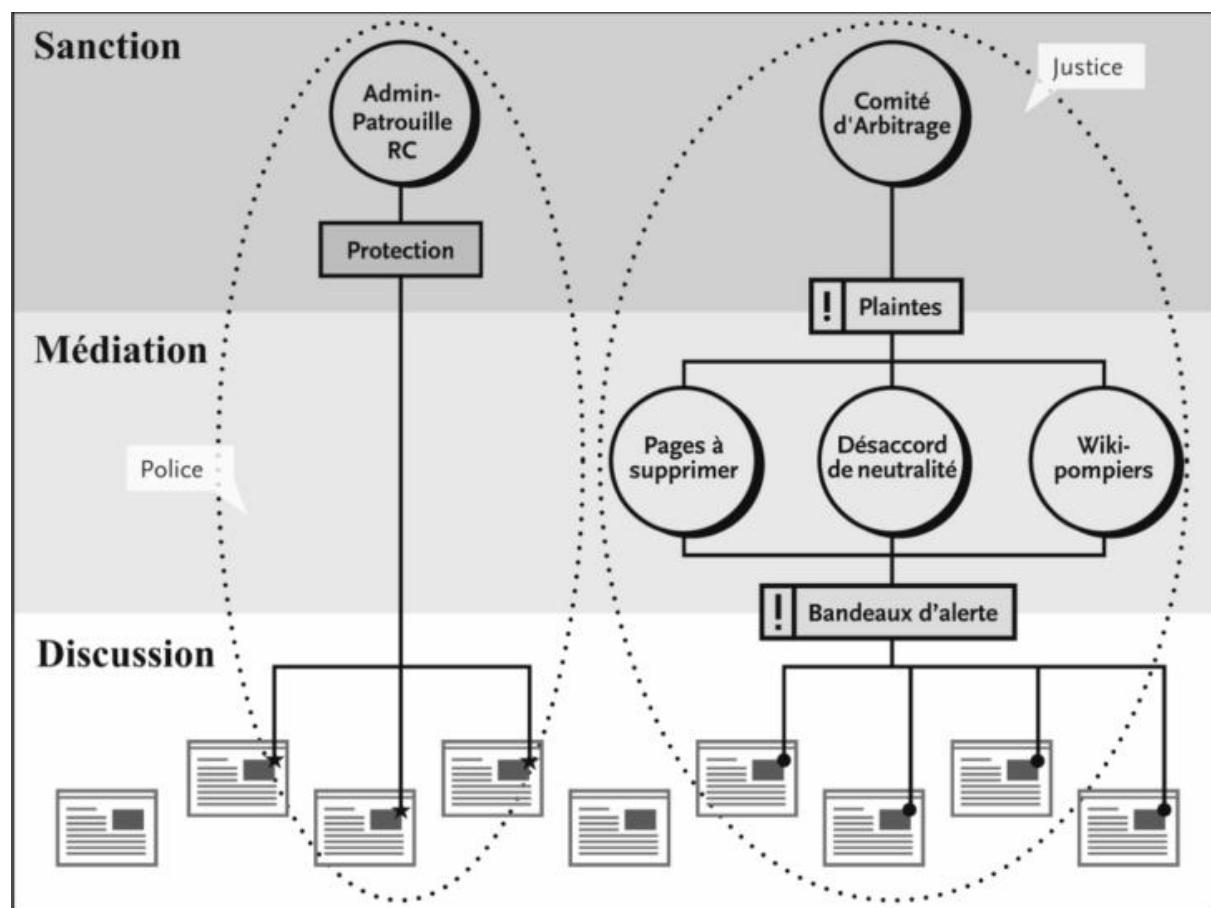 Sanction
Admin-
Patrouille
RC
Comité
d'Arbitrage
Justice
Protection
Plaintes
Médiation
Police
Pages à
supprimer
Désaccord
de neutralité
Wiki-
pompiers
Bandeaux d'alerte
Discussion